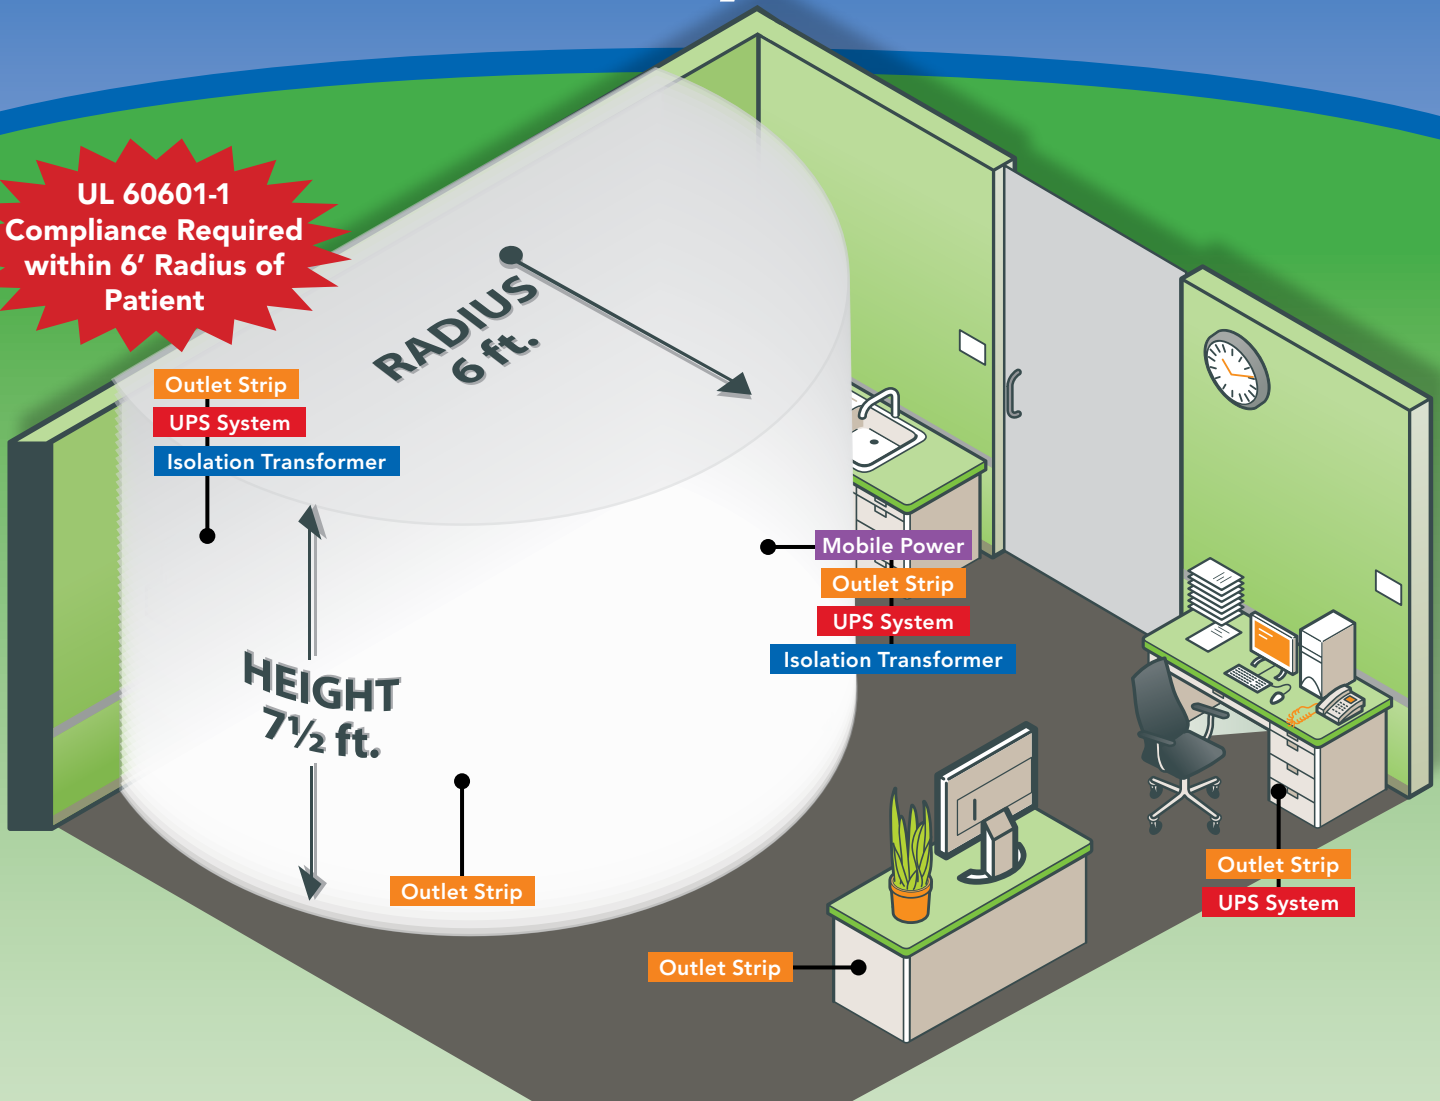 UL 60601-1
Compliance Required
within 6’ Radius of
Patient
RADIUS
6 ft.
Outlet Strip
UPS System
Isolation Transformer
Mobile Power
Outlet Strip
UPS System
Isolation Transformer
HEIGHT
7½ ft.
Outlet Strip
Outlet Strip
UPS System
Outlet Strip